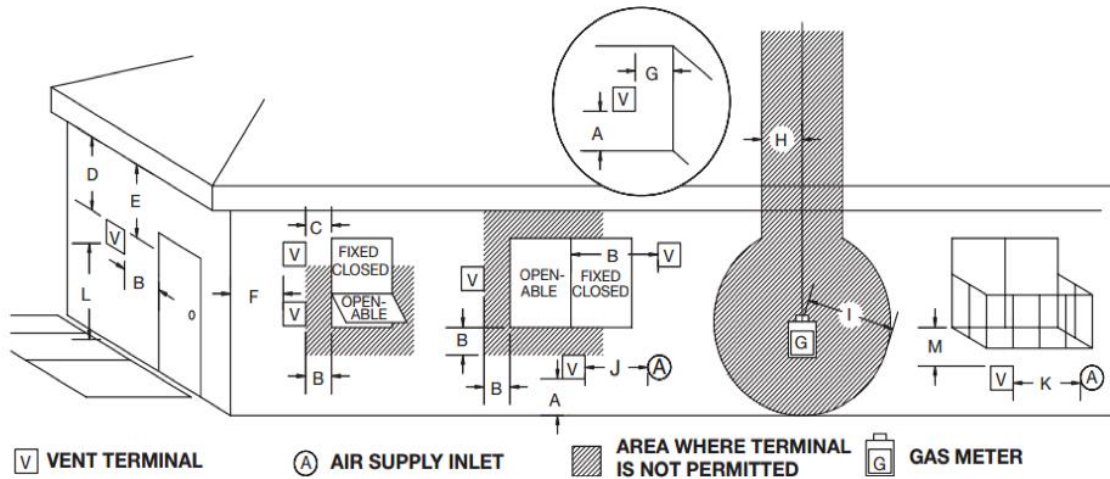 G
V
A
H
D
E
C
V
FIXED
CLOSED
V
B
V
V
OPEN-
ABLE
FIXED
CLOSED
B
V
L
F
OPEN-
ABLE
V
G
I
B
B
B
V
J
A
A
M
V
K
A
V VENT TERMINAL
A AIR SUPPLY INLET
AREA WHERE TERMINAL
IS NOT PERMITTED
G GAS METER